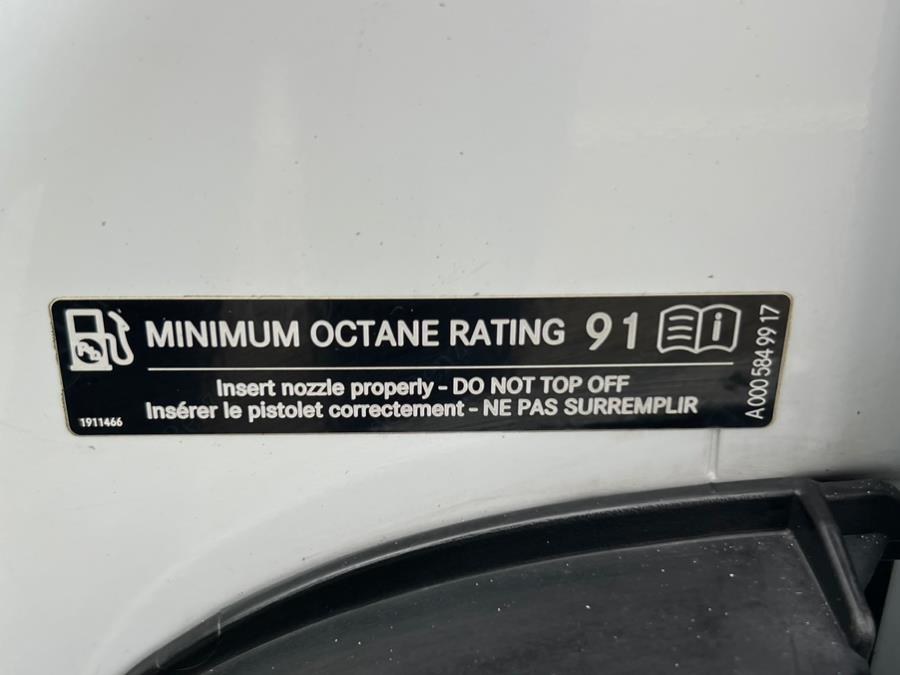 MINIMUM OCTANE RATING 91
Insert nozzle properly - DO NOT TOP OFF
Insérer le pistolet correctement - NE PAS SURREMPLIR
1911466
A 000 584 99 17
Pb
i